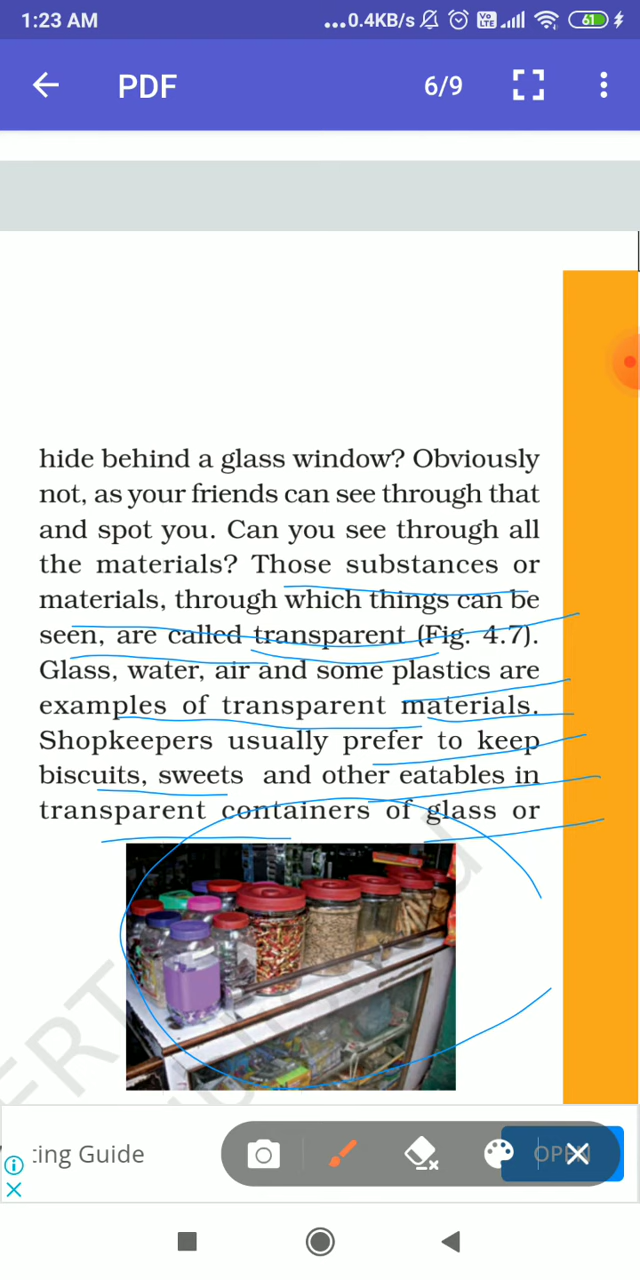 1:23 AM
...0.4KB/s
Vo
LTE
61
PDF
6/9
hide behind a glass window? Obviously
not, as your friends can see through that
and spot you. Can you see through all
the materials? Those substances or
materials, through which things can be
seen, are called transparent (Fig. 4.7).
Glass, water, air and some plastics are
examples of transparent materials.
Shopkeepers usually prefer to keep
biscuits, sweets and other eatables in
transparent containers of glass or
ing Guide
OPEN